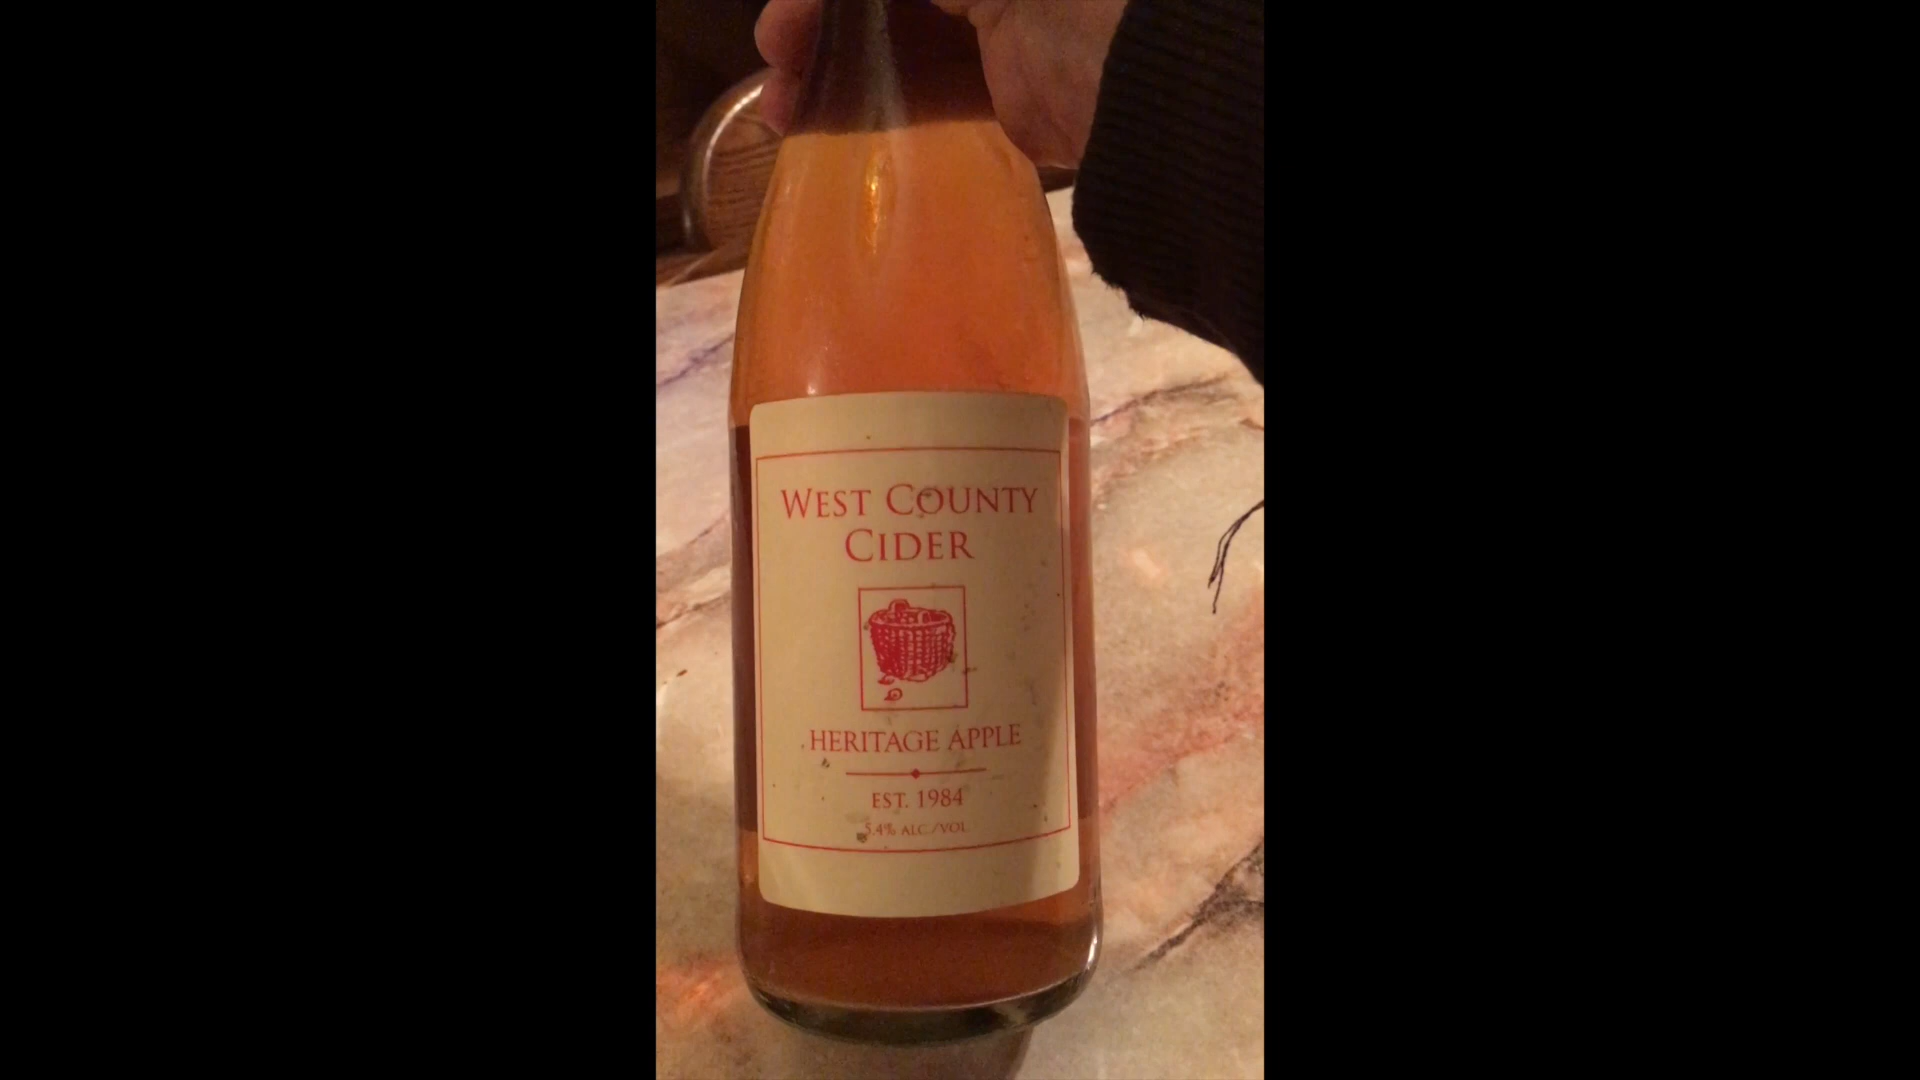 WEST COUNTY
CIDER
HERITAGE APPLE
EST. 1984
5.4% ALC./VOL